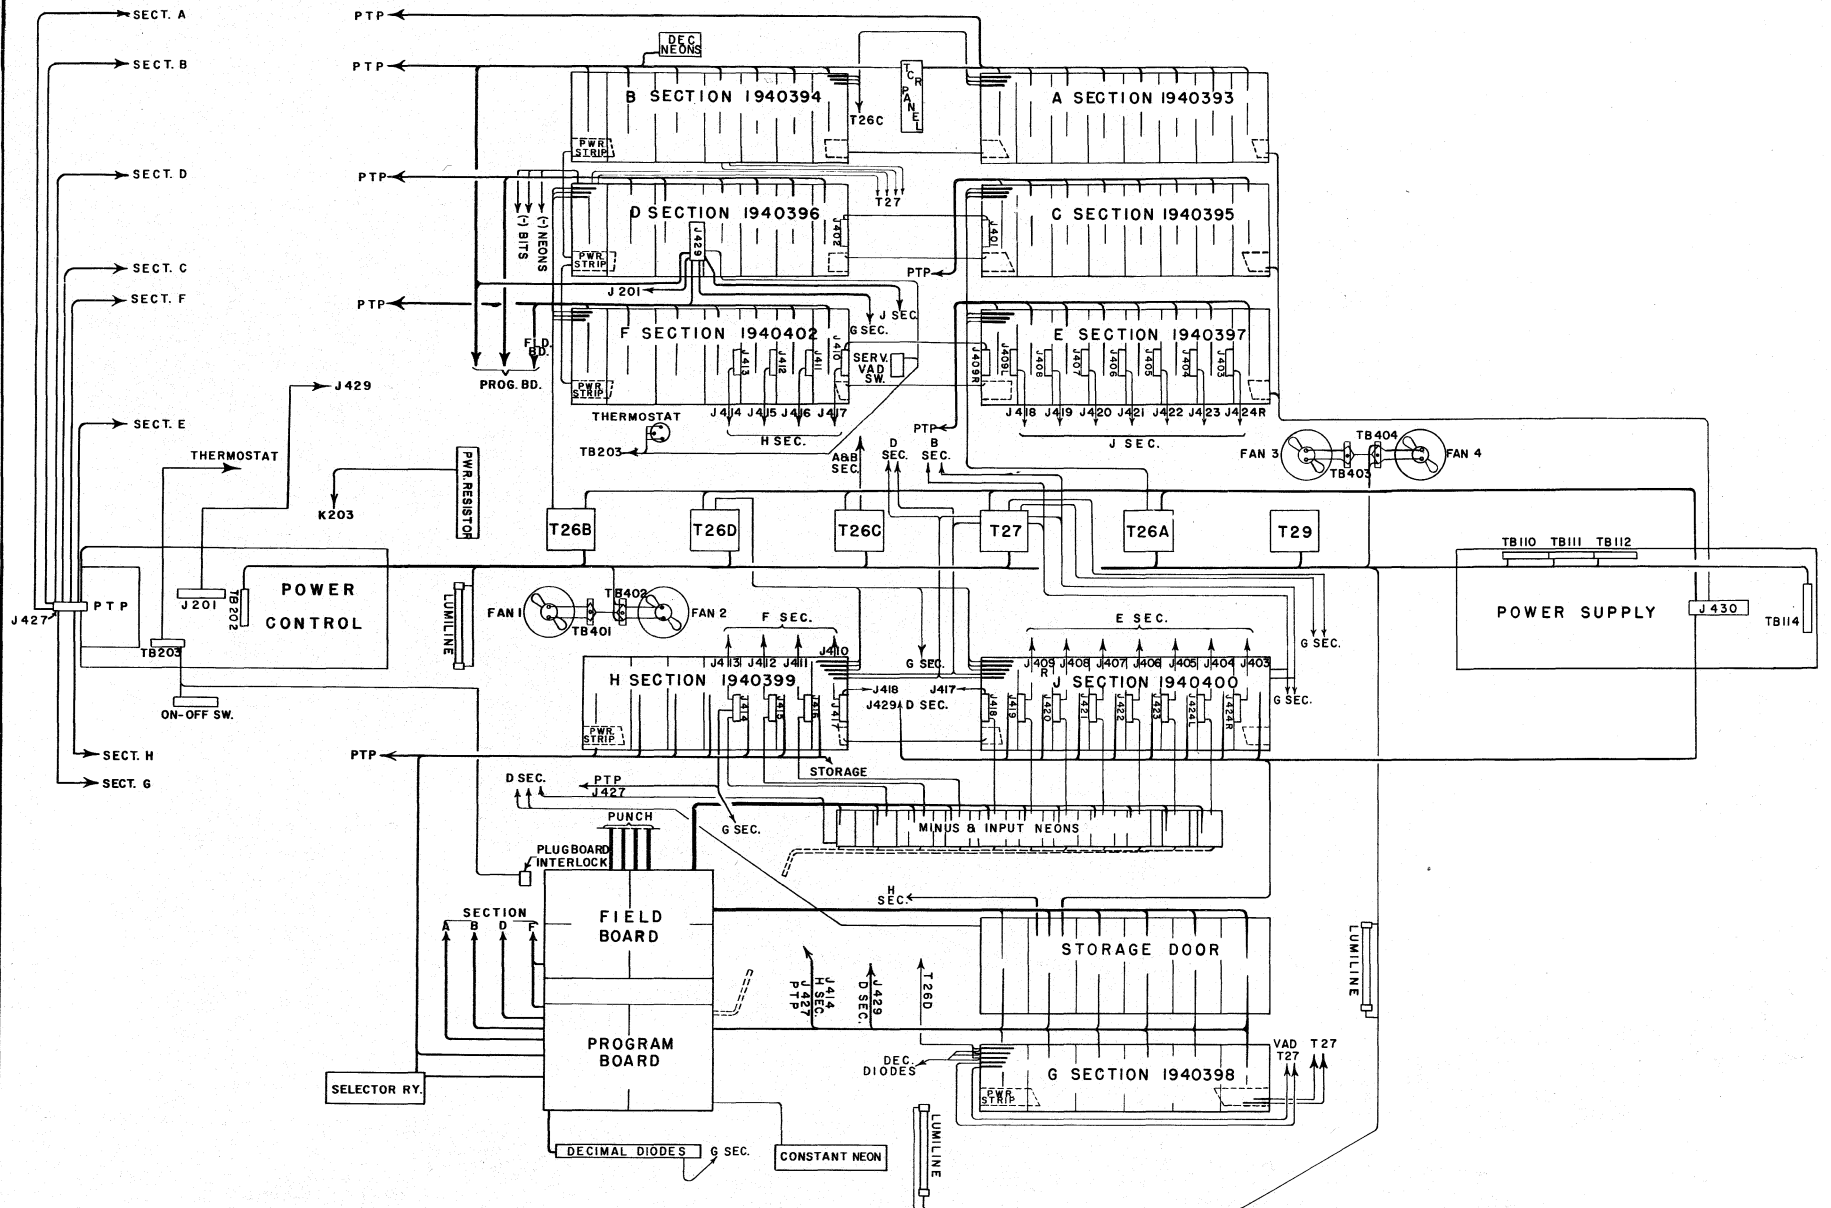 SECT. A
PTP
DEC
NEONS
SECT. B
PTP
TCR PANEL
B SECTION 1940394
A SECTION 1940393
T26C
PWR.
STRIP
SECT. D
PTP
T27
D SECTION 1940396
C SECTION 1940395
(-) BITS
(-) NEONS
J402
J401
J429
PWR.
STRIP
SECT. C
PTP
J 201
SECT. F
PTP
J SEC.
G SEC.
F SECTION 1940402
E SECTION 1940397
FLD.
BD.
J413
J412
J411
J410
SERV.
VAD
SW.
J409R
J409L
J408
J407
J406
J405
J404
J403
PROG. BD.
PWR.
STRIP
J429
THERMOSTAT
J414 J415 J416 J417
J418 J419 J420 J421 J422 J423 J424R
SECT. E
PTP
H SEC.
J SEC.
TB203
A&B
SEC.
D
SEC.
B
SEC.
TB404
FAN 3
FAN 4
TB403
THERMOSTAT
PWR. RESISTOR
K203
T26B
T26D
T26C
T27
T26A
T29
TB110 TB111 TB112
POWER
CONTROL
PTP
J201
TB202
J427
TB203
LUMILINE
FAN 1
TB402
FAN 2
TB401
F SEC.
E SEC.
G SEC.
POWER SUPPLY
J430
TB114
J413 J412 J411 J410
G SEC.
J409
R
J408 J407 J406 J405 J404 J403
H SECTION 1940399
J SECTION 1940400
J418
J417
J429 D SEC.
G SEC.
J414
J415
J416
J417
J418
J419
J420
J421
J422
J423
J424L
J424R
ON-OFF SW.
PWR.
STRIP
SECT. H
PTP
STORAGE
SECT. G
D SEC.
PTP
J427
PUNCH
G SEC.
MINUS & INPUT NEONS
PLUGBOARD
INTERLOCK
H
SEC.
SECTION
A B D F
FIELD
BOARD
STORAGE DOOR
LUMILINE
J414
H SEC.
J427
PTP
J429
D SEC.
T26D
PROGRAM
BOARD
DEC.
DIODES
VAD
T27
T27
G SECTION 1940398
PWR
STRIP
SELECTOR RY.
DECIMAL DIODES
G SEC.
CONSTANT NEON
LUMILINE